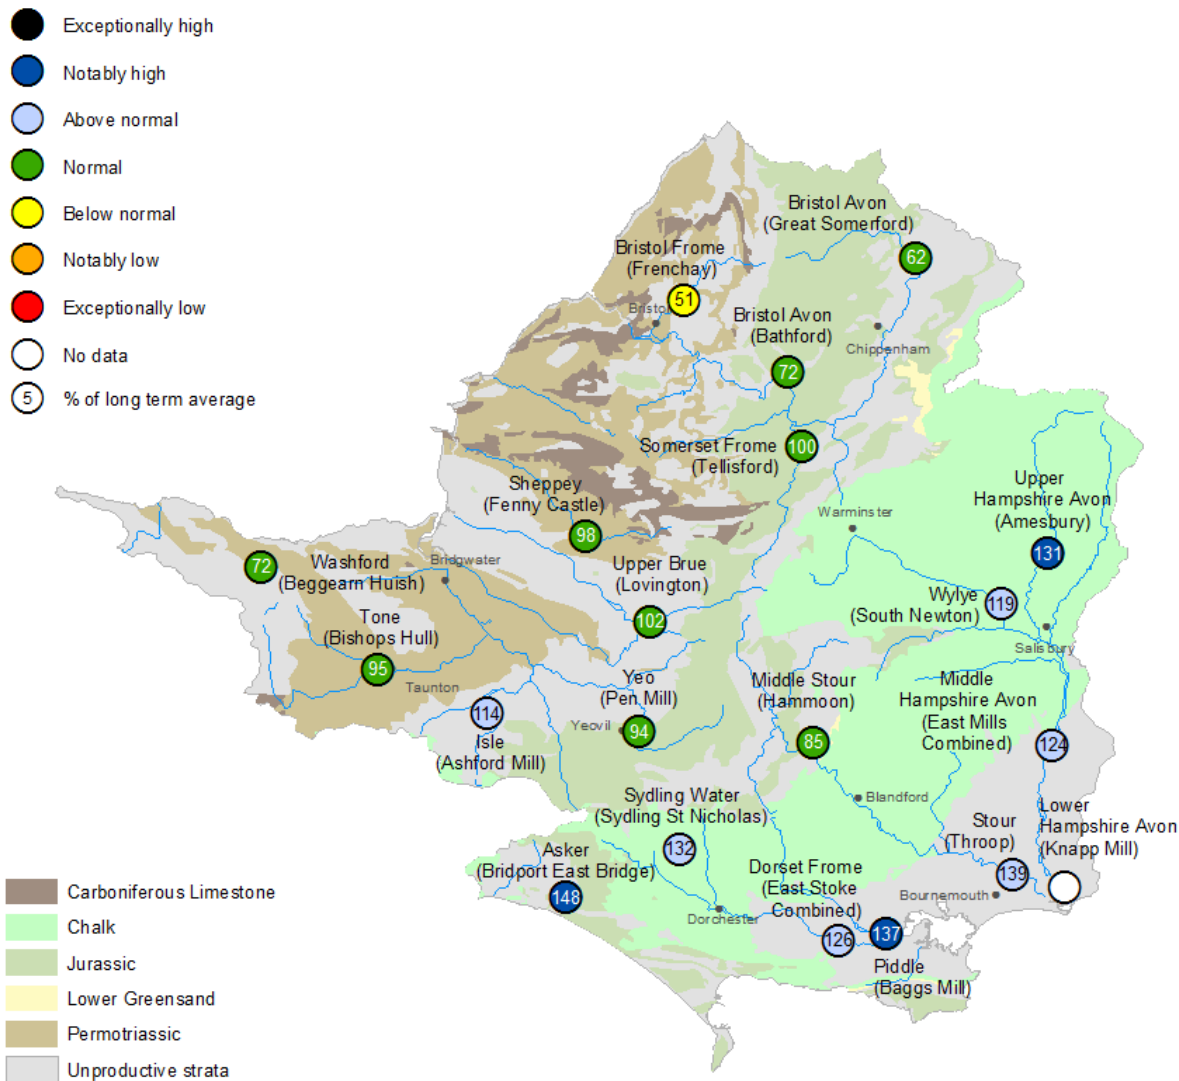 Exceptionally high
Notably high
Above normal
Normal
Below normal
Notably low
Exceptionally low
No data
5 % of long term average
Bristol Avon
(Great Somerford)
62
Bristol Frome
(Frenchay)
51
Bristol
Bristol Avon
(Bathford)
72
Chippenham
Somerset Frome
(Tellisford)
100
Sheppey
(Fenny Castle)
98
Warminster
Upper
Hampshire Avon
(Amesbury)
131
72
Washford
(Beggearn Huish)
Bridgwater
Upper Brue
(Lovington)
102
Wylye
(South Newton)
119
Salisbury
Tone
(Bishops Hull)
95
Taunton
114
Isle
(Ashford Mill)
Yeo
(Pen Mill)
Yeovil
94
Middle Stour
(Hammoon)
85
Middle
Hampshire Avon
(East Mills
Combined)
124
Blandford
Sydling Water
(Sydling St Nicholas)
132
Asker
(Bridport East Bridge)
148
Dorchester
Dorset Frome
(East Stoke
Combined)
126
137
Piddle
(Baggs Mill)
Stour
(Throop)
139
Bournemouth
Lower
Hampshire Avon
(Knapp Mill)
Carboniferous Limestone
Chalk
Jurassic
Lower Greensand
Permotriassic
Unproductive strata